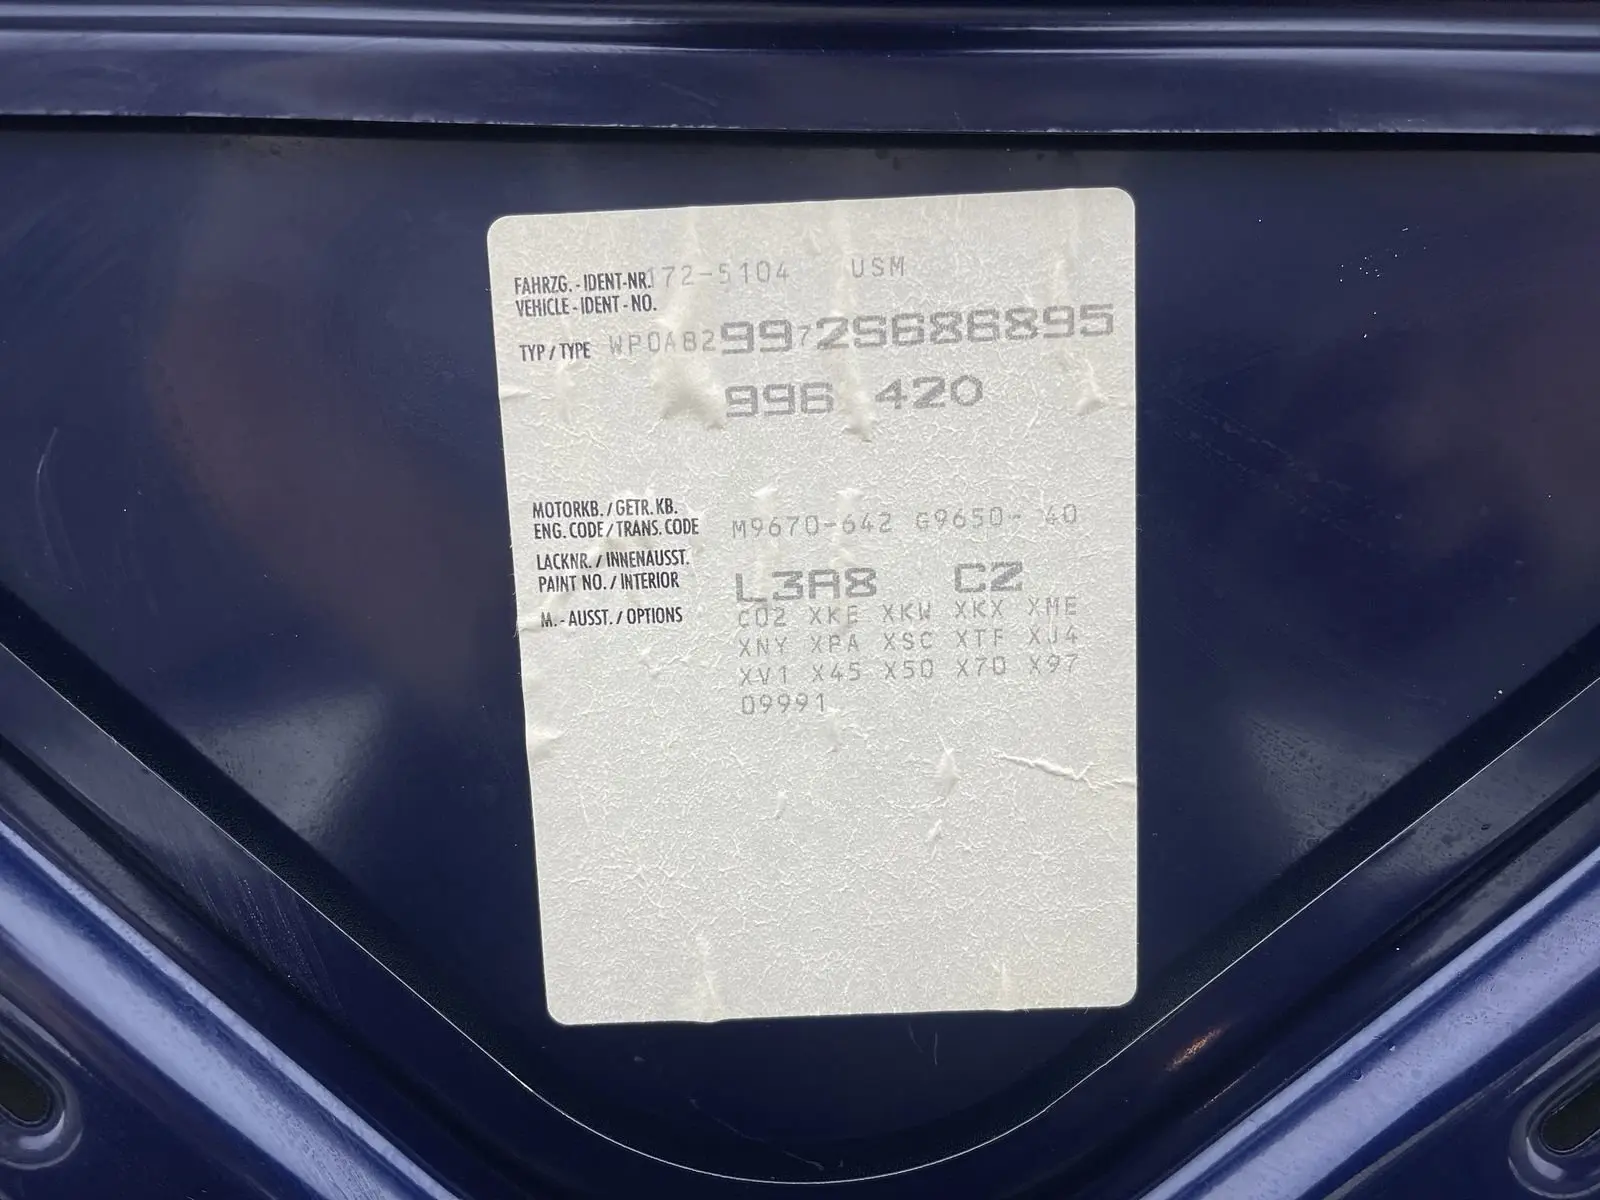 FAHRZG.-IDENT-NR. 172-5104 USM
VEHICLE-IDENT-NO.
TYP/TYPE WP0AB29972S686895
996 420
MOTORKB./GETR.KB.
ENG.CODE/TRANS.CODE M9670-642 G9650- 40
LACKNR./INNENAUSST.
PAINT NO./INTERIOR L3A8 CZ
M.-AUSST./OPTIONS C02 XKE XKW XKX XME
XNY XPA XSC XTF XJ4
XV1 X45 X50 X70 X97
09991